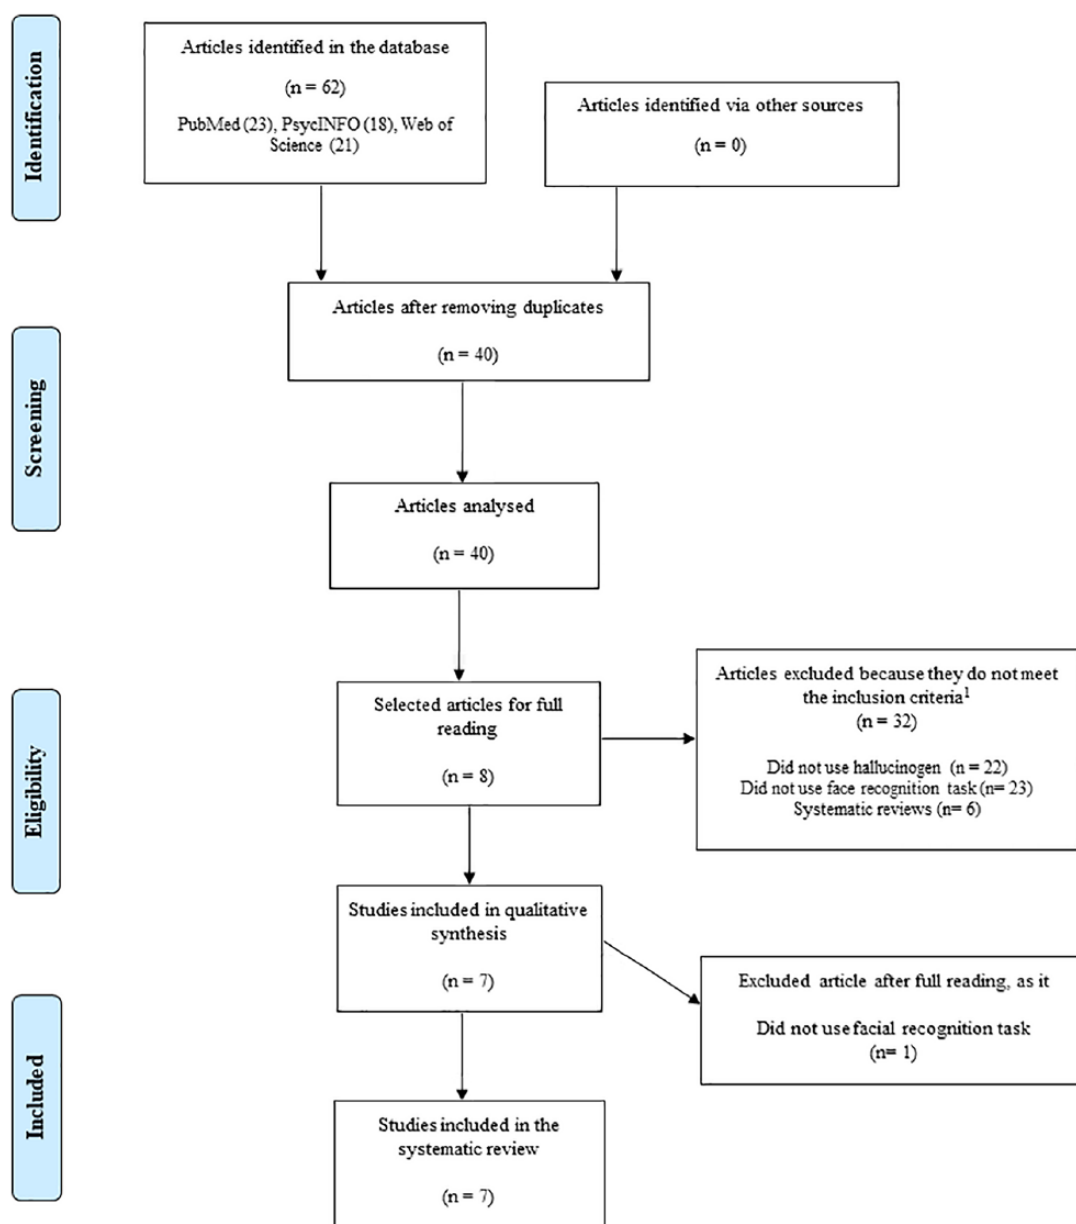 Identification
Articles identified in the database
(n = 62)
PubMed (23), PsycINFO (18), Web of
Science (21)
Articles identified via other sources
(n = 0)
Screening
Articles after removing duplicates
(n = 40)
Articles analysed
(n = 40)
Eligibility
Selected articles for full
reading
(n = 8)
Articles excluded because they do not meet
the inclusion criteria¹
(n = 32)
Did not use hallucinogen (n = 22)
Did not use face recognition task (n= 23)
Systematic reviews (n= 6)
Studies included in qualitative
synthesis
(n = 7)
Excluded article after full reading, as it
Did not use facial recognition task
(n= 1)
Included
Studies included in the
systematic review
(n = 7)